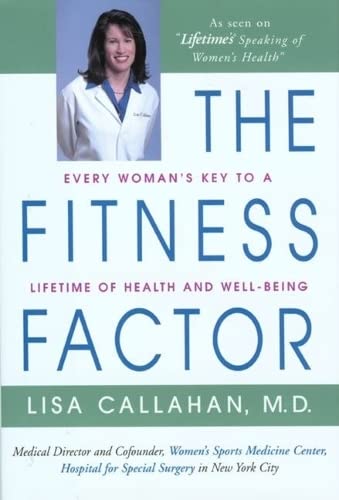 As seen on
"Lifetime's Speaking of
Women's Health"
THE
EVERY WOMAN'S KEY TO A
FITNESS
LIFETIME OF HEALTH AND WELL-BEING
FACTOR
LISA CALLAHAN, M.D.
Medical Director and Cofounder, Women's Sports Medicine Center,
Hospital for Special Surgery in New York City